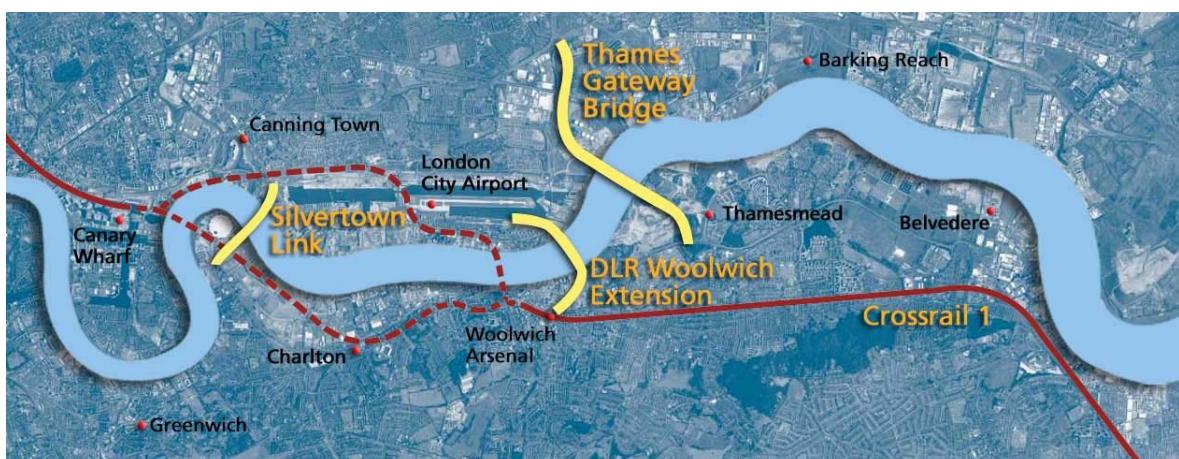 Thames
Gateway
Bridge
Barking Reach
Canning Town
London
City Airport
Silvertown
Link
Canary
Wharf
Thamesmead
Belvedere
DLR Woolwich
Extension
Crossrail 1
Woolwich
Arsenal
Charlton
Greenwich